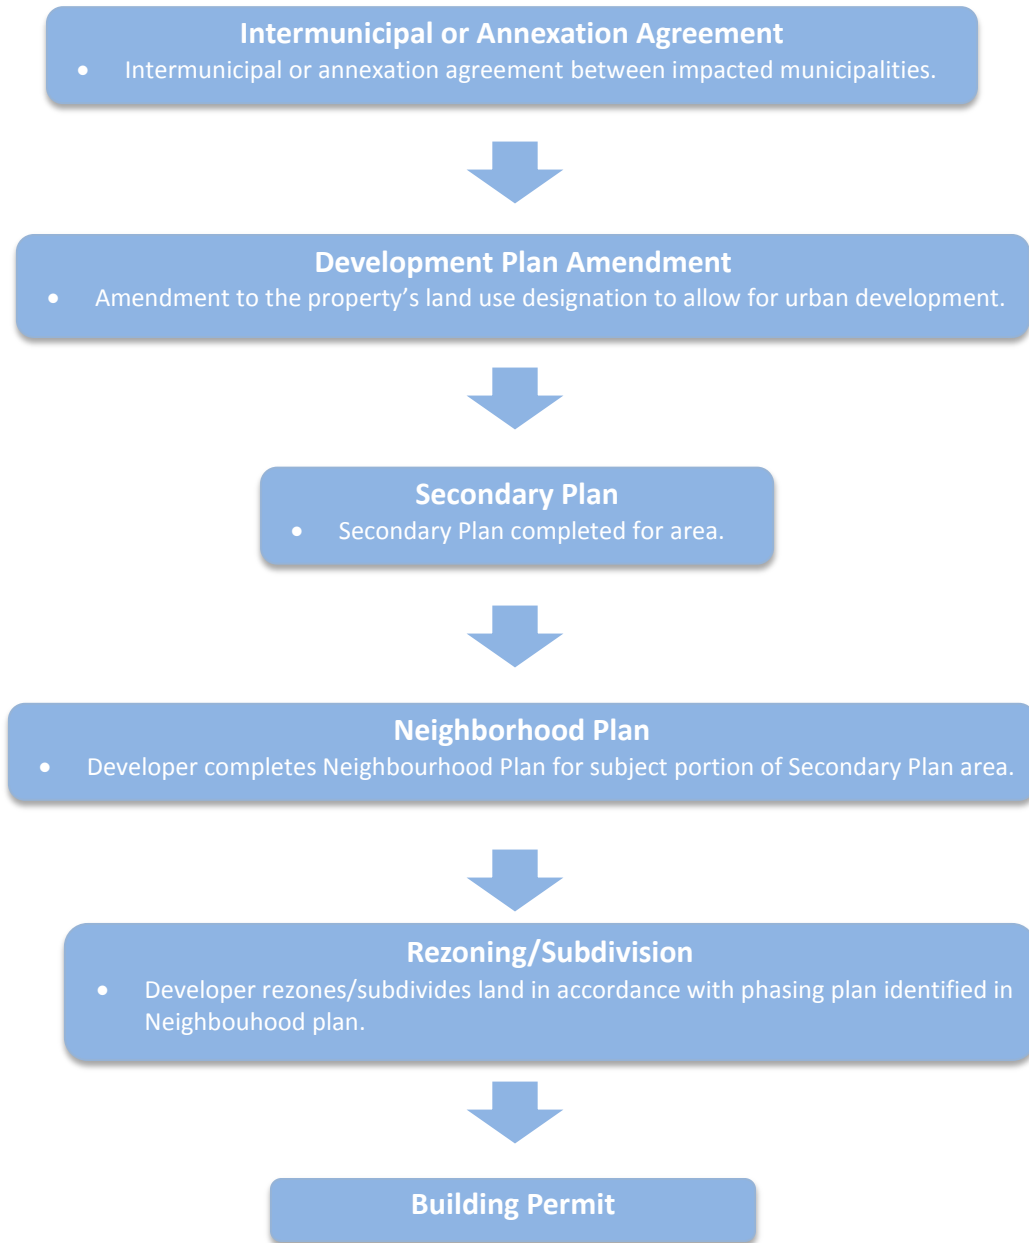 Intermunicipal or Annexation Agreement
• Intermunicipal or annexation agreement between impacted municipalities.
Development Plan Amendment
• Amendment to the property’s land use designation to allow for urban development.
Secondary Plan
• Secondary Plan completed for area.
Neighborhood Plan
• Developer completes Neighbourhood Plan for subject portion of Secondary Plan area.
Rezoning/Subdivision
• Developer rezones/subdivides land in accordance with phasing plan identified in
Neighbouhood plan.
Building Permit